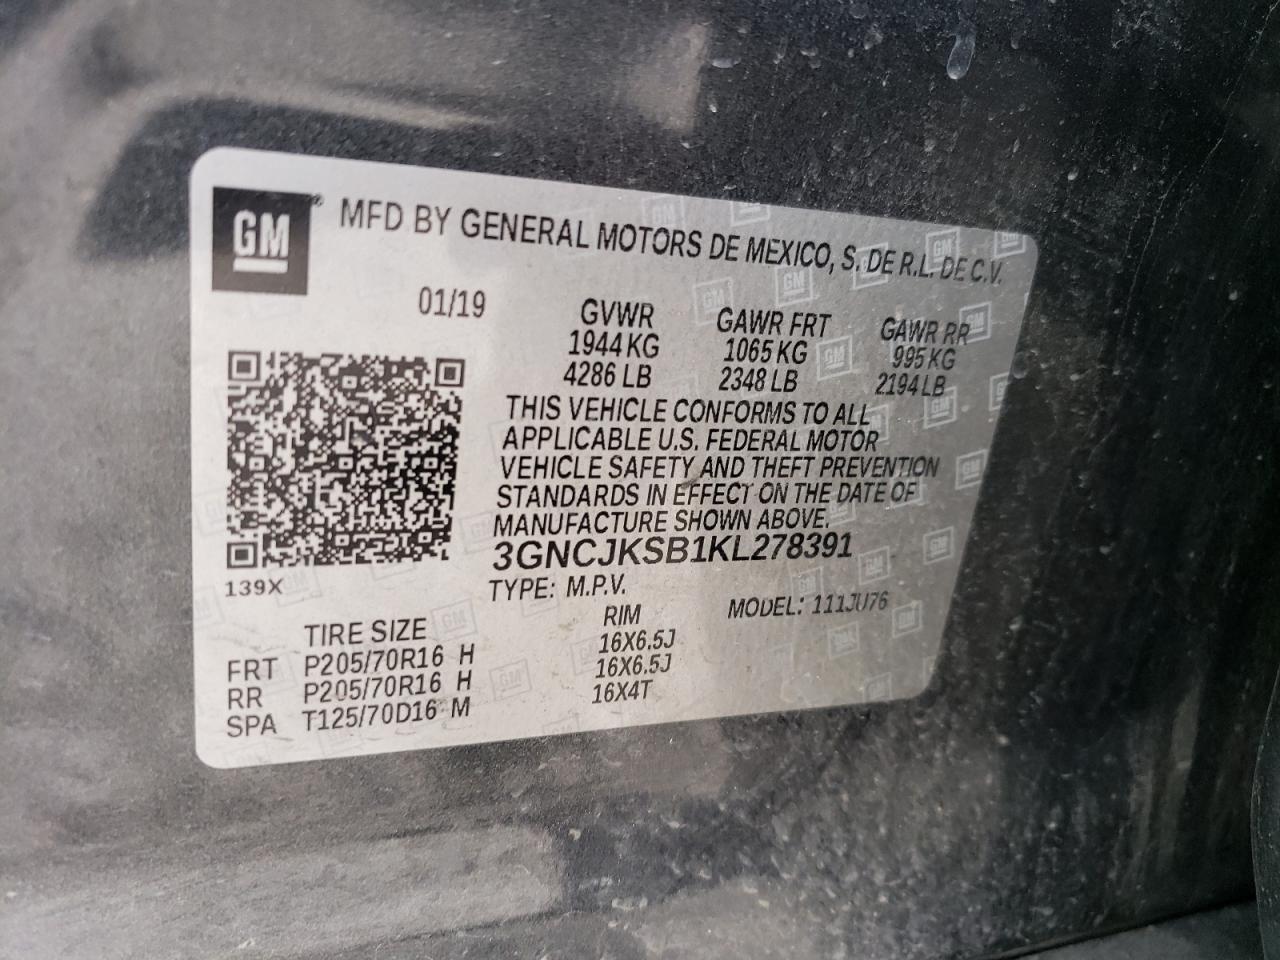 GM® MFD BY GENERAL MOTORS DE MEXICO, S. DE R.L. DE C.V.
01/19
GVWR GAWR FRT GAWR RR
1944 KG 1065 KG 995 KG
4286 LB 2348 LB 2194 LB
THIS VEHICLE CONFORMS TO ALL
APPLICABLE U.S. FEDERAL MOTOR
VEHICLE SAFETY AND THEFT PREVENTION
STANDARDS IN EFFECT ON THE DATE OF
MANUFACTURE SHOWN ABOVE.
3GNCJKSB1KL278391
139X
TYPE: M.P.V. MODEL: 111JU76
TIRE SIZE RIM
FRT P205/70R16 H 16X6.5J
RR P205/70R16 H 16X6.5J
SPA T125/70D16 M 16X4T